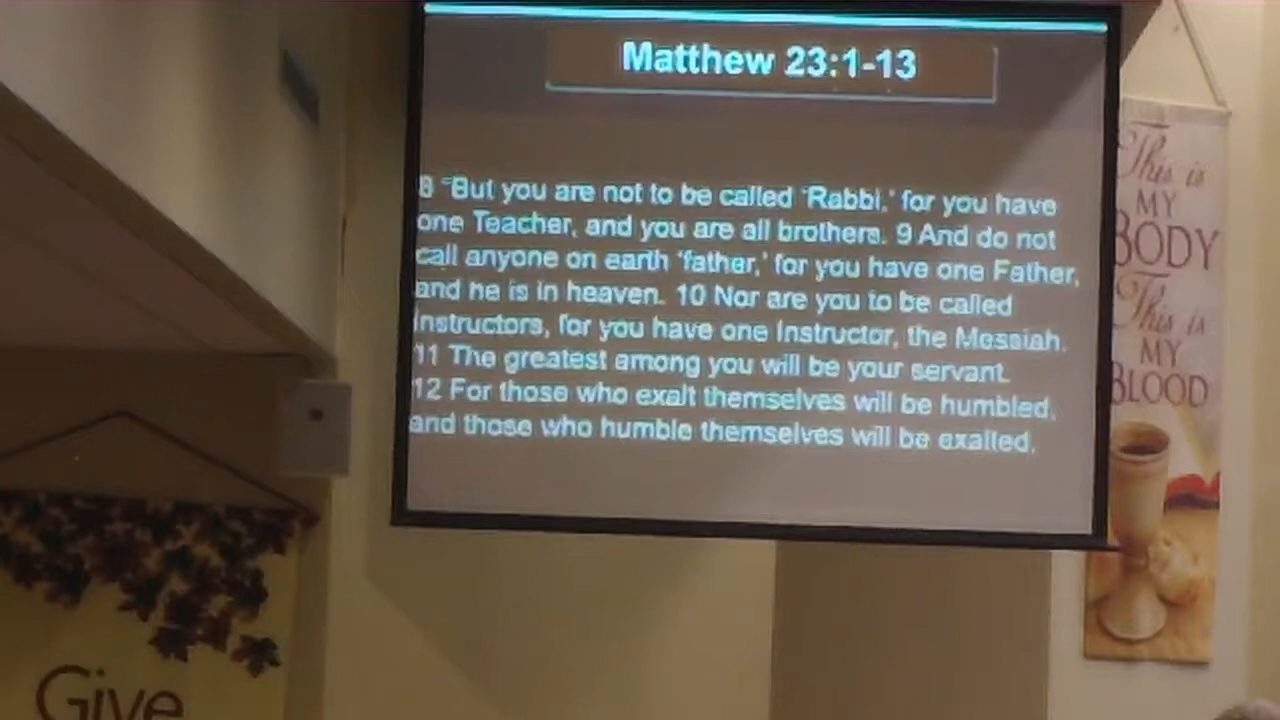 Matthew 23:1-13
8 "But you are not to be called 'Rabbi,' for you have
one Teacher, and you are all brothers. 9 And do not
call anyone on earth 'father,' for you have one Father,
and he is in heaven. 10 Nor are you to be called
instructors, for you have one Instructor, the Messiah.
11 The greatest among you will be your servant.
12 For those who exalt themselves will be humbled,
and those who humble themselves will be exalted.
This is
MY
BODY
This is
MY
BLOOD
Give